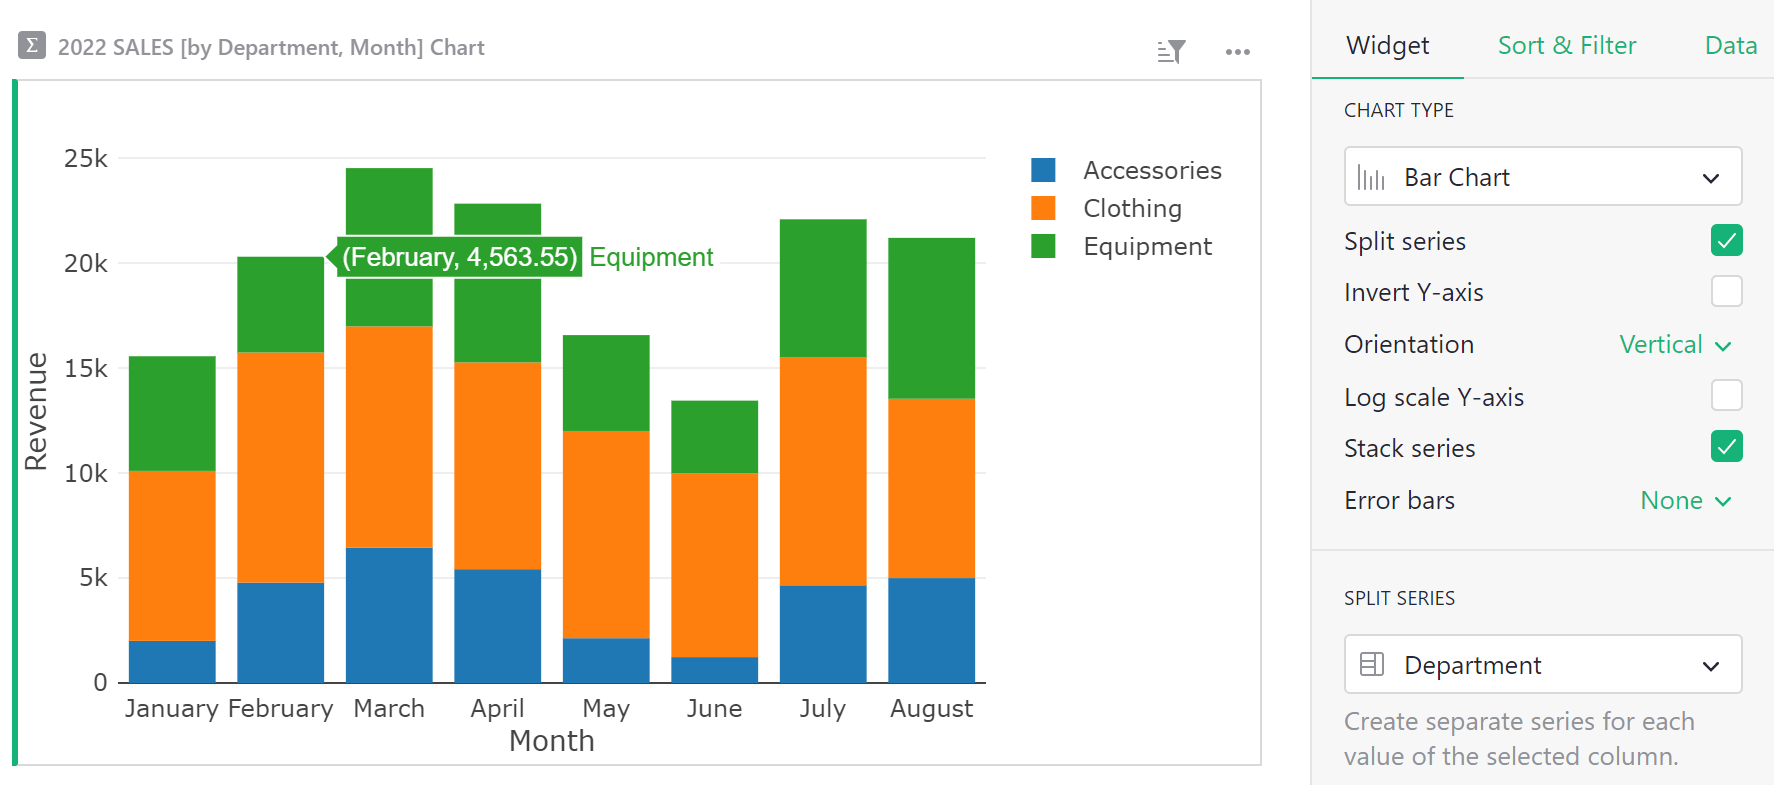 2022 SALES [by Department, Month] Chart
25k
20k
15k
10k
5k
0
Revenue
(February, 4,563.55) Equipment
January February March April May June July August
Month
Accessories
Clothing
Equipment
Widget Sort & Filter Data
CHART TYPE
Bar Chart
Split series
Invert Y-axis
Orientation Vertical
Log scale Y-axis
Stack series
Error bars None
SPLIT SERIES
Department
Create separate series for each
value of the selected column.